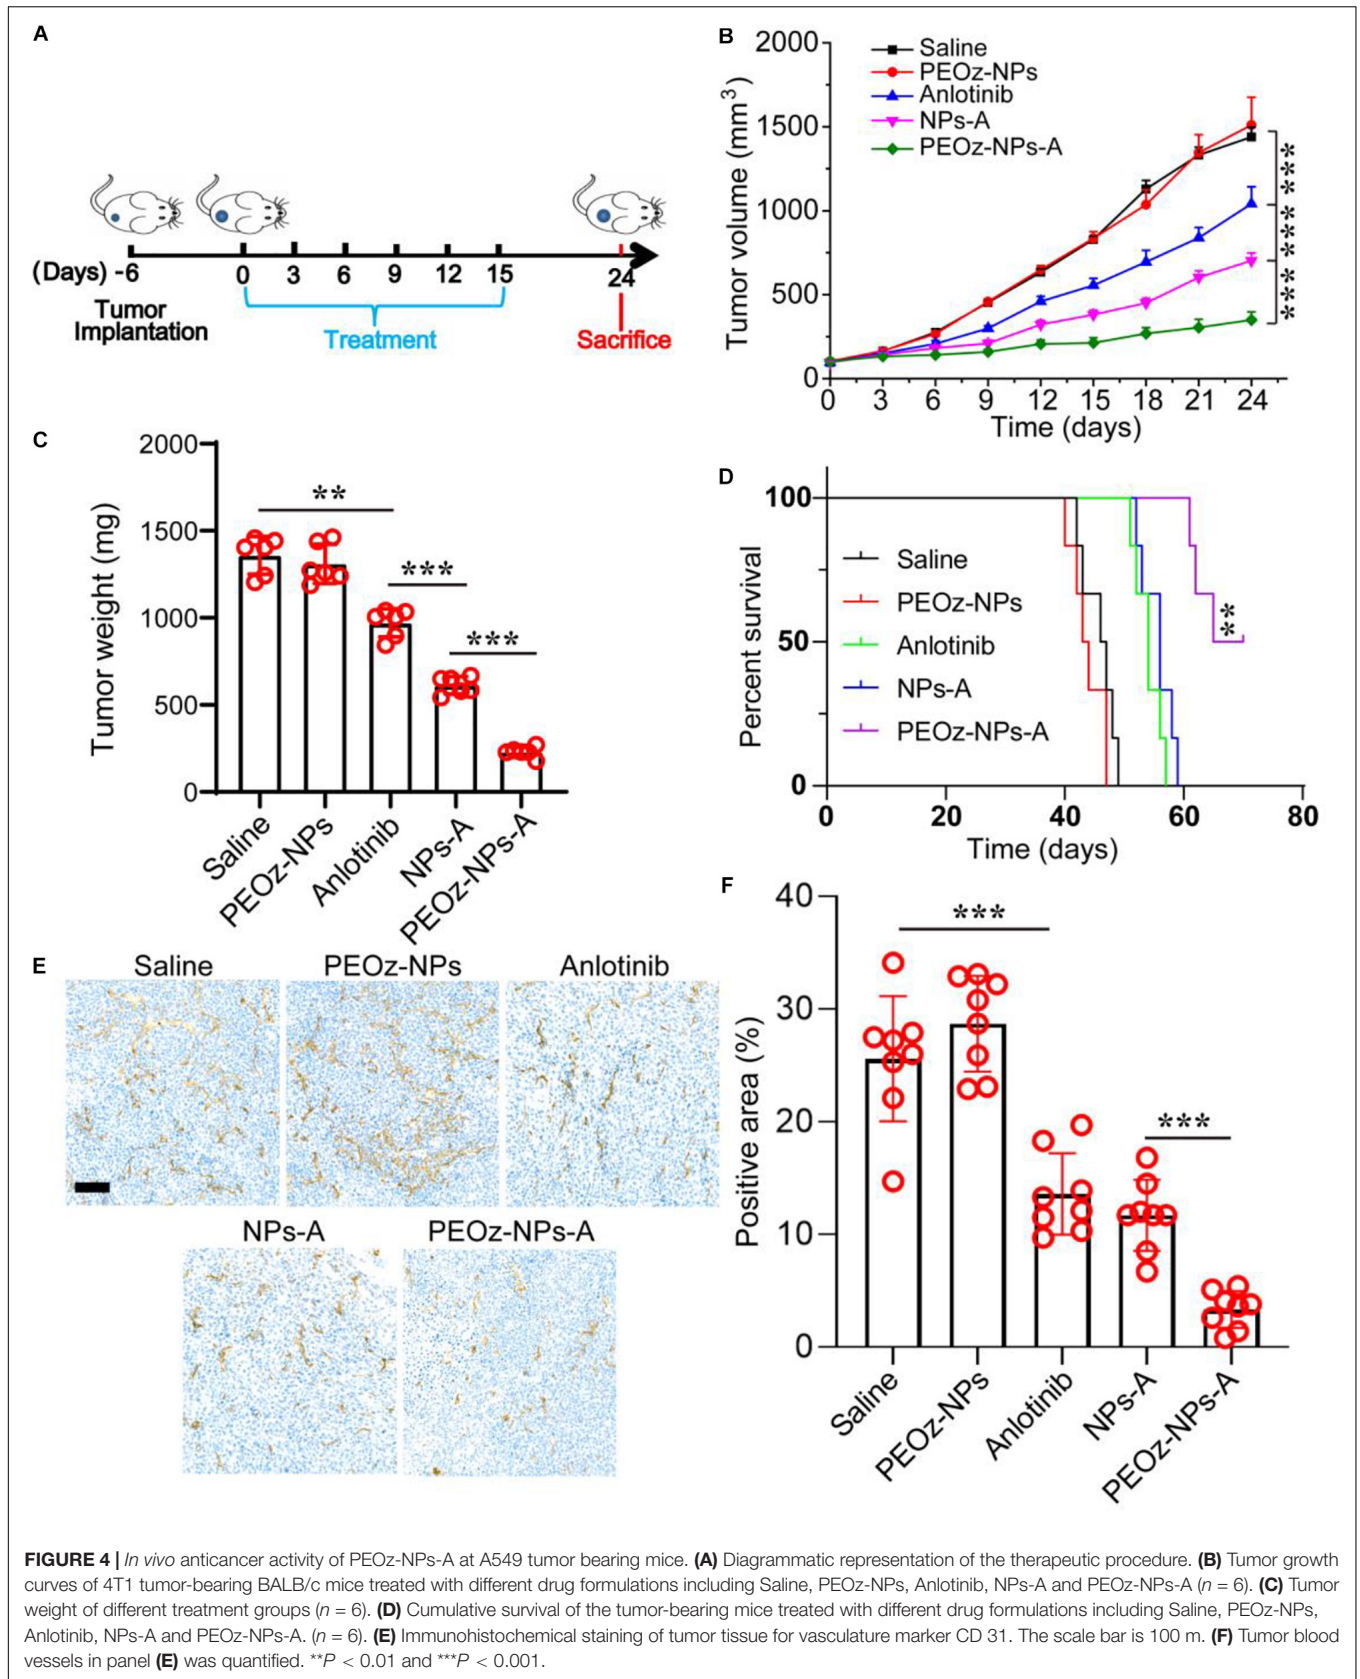 A
(Days) -6 0 3 6 9 12 15 24
Tumor
Implantation
Treatment
Sacrifice
B
Tumor volume (mm³)
2000
1500
1000
500
0
Saline
PEOz-NPs
Anlotinib
NPs-A
PEOz-NPs-A
***
***
***
0 3 6 9 12 15 18 21 24
Time (days)
C
Tumor weight (mg)
2000
1500
1000
500
0
**
***
***
Saline
PEOz-NPs
Anlotinib
NPs-A
PEOz-NPs-A
D
Percent survival
100
50
0
Saline
PEOz-NPs
Anlotinib
NPs-A
PEOz-NPs-A
**
0 20 40 60 80
Time (days)
E
Saline PEOz-NPs Anlotinib
NPs-A PEOz-NPs-A
F
Positive area (%)
40
30
20
10
0
***
***
Saline
PEOz-NPs
Anlotinib
NPs-A
PEOz-NPs-A
FIGURE 4 | In vivo anticancer activity of PEOz-NPs-A at A549 tumor bearing mice. (A) Diagrammatic representation of the therapeutic procedure. (B) Tumor growth
curves of 4T1 tumor-bearing BALB/c mice treated with different drug formulations including Saline, PEOz-NPs, Anlotinib, NPs-A and PEOz-NPs-A (n = 6). (C) Tumor
weight of different treatment groups (n = 6). (D) Cumulative survival of the tumor-bearing mice treated with different drug formulations including Saline, PEOz-NPs,
Anlotinib, NPs-A and PEOz-NPs-A. (n = 6). (E) Immunohistochemical staining of tumor tissue for vasculature marker CD 31. The scale bar is 100 m. (F) Tumor blood
vessels in panel (E) was quantified. **P < 0.01 and ***P < 0.001.